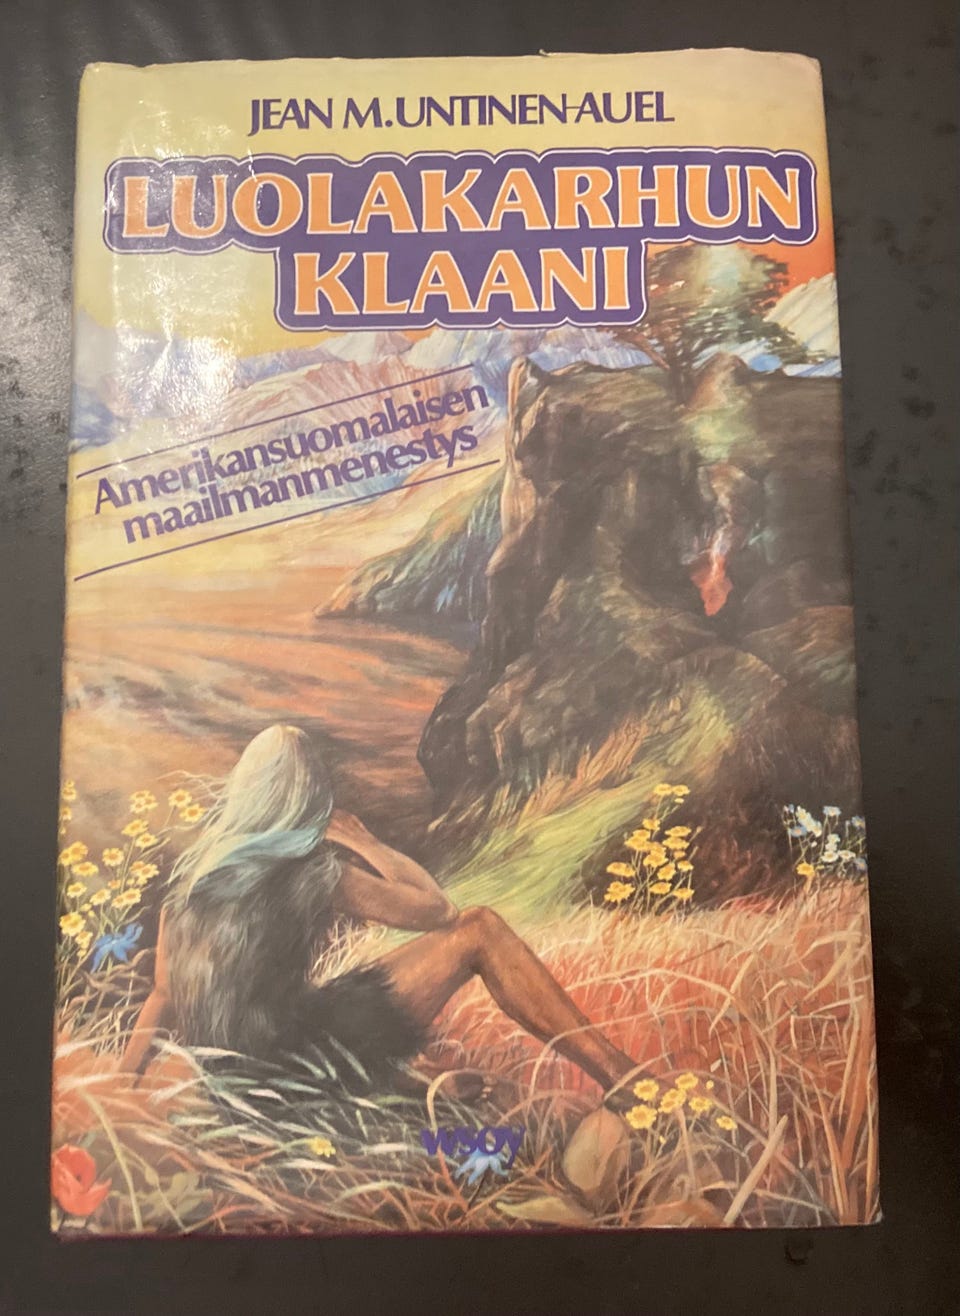 JEAN M. UNTINEN-AUEL
LUOLAKARHUN
KLAANI
Amerikansuomalaisen
maailmanmenestys
wsoy